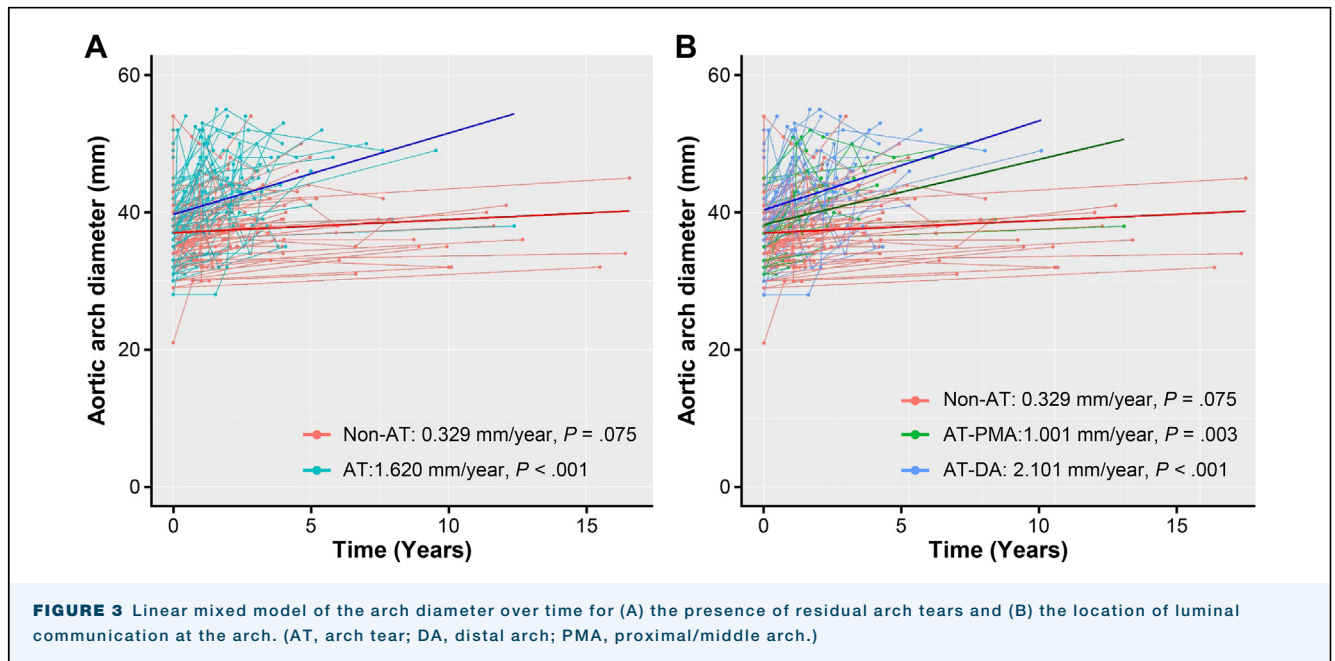 A
60
40
20
0
Aortic arch diameter (mm)
Non-AT: 0.329 mm/year, P = .075
AT:1.620 mm/year, P < .001
0 5 10 15
Time (Years)
B
60
40
20
0
Aortic arch diameter (mm)
Non-AT: 0.329 mm/year, P = .075
AT-PMA:1.001 mm/year, P = .003
AT-DA: 2.101 mm/year, P < .001
0 5 10 15
Time (Years)
FIGURE 3 Linear mixed model of the arch diameter over time for (A) the presence of residual arch tears and (B) the location of luminal
communication at the arch. (AT, arch tear; DA, distal arch; PMA, proximal/middle arch.)